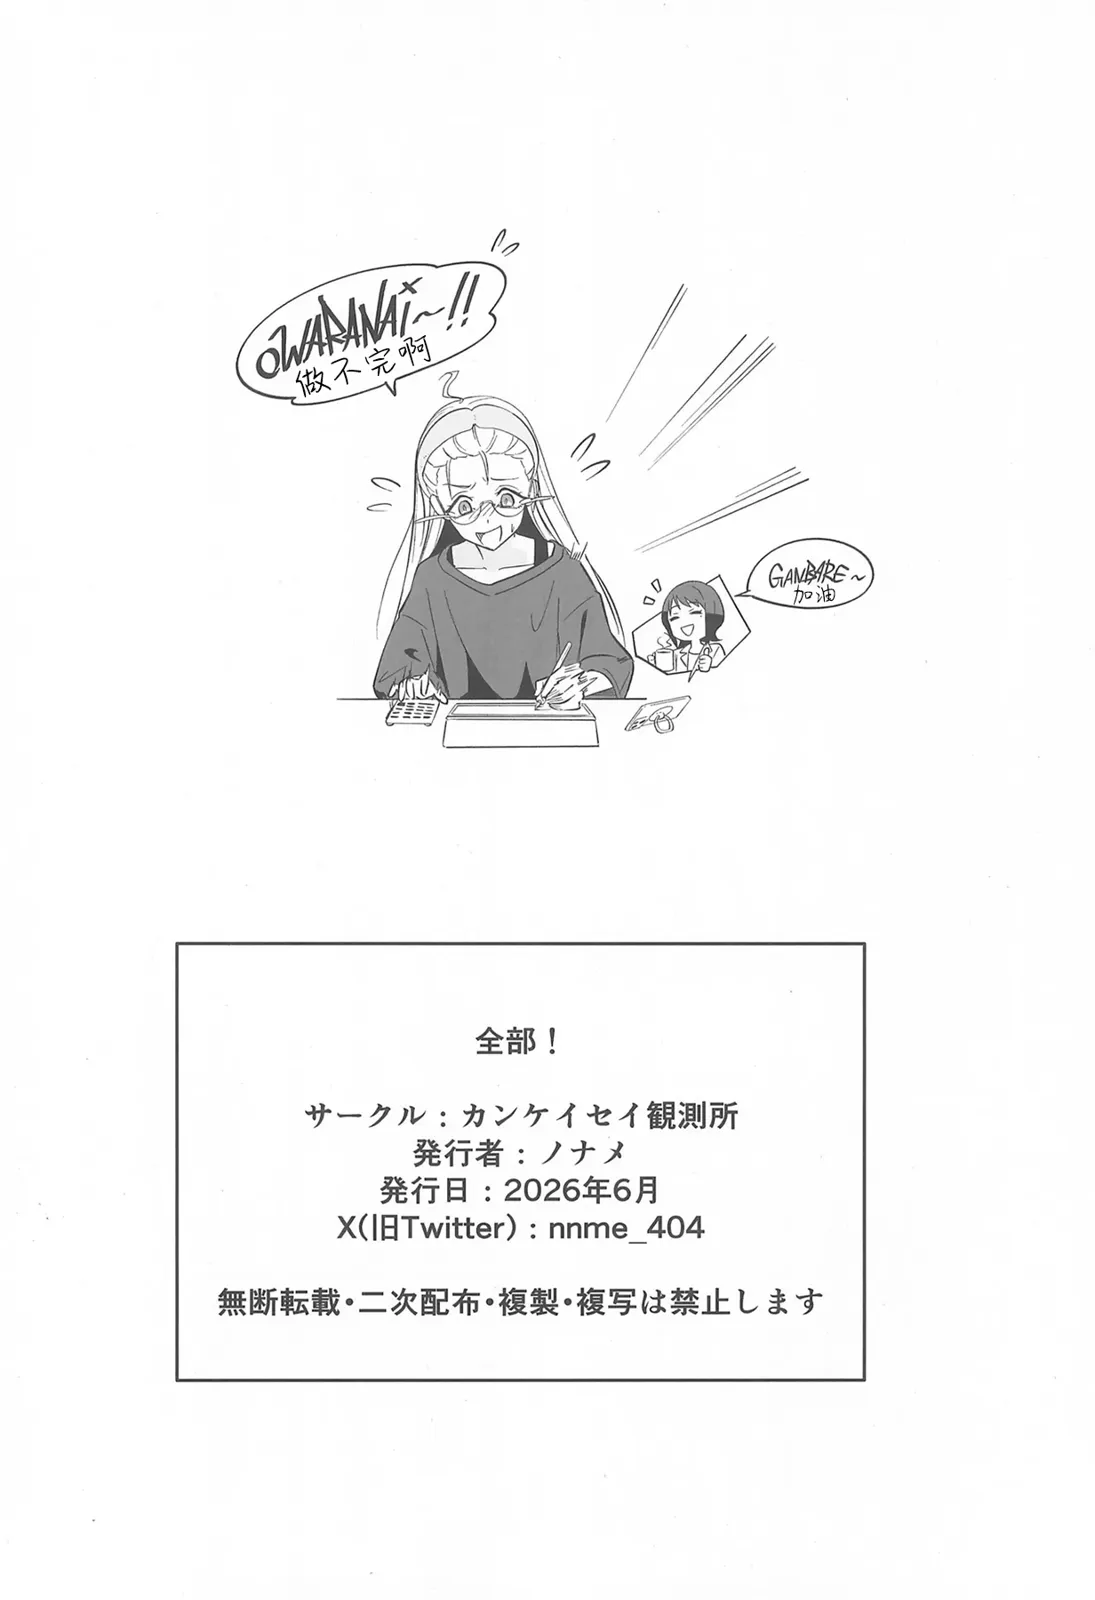 OWARANAi~!!
做不完啊
GANBARE~
加油
全部！
サークル：カンケイセイ観測所
発行者：ノナメ
発行日：2026年6月
X(旧Twitter)：nnme_404
無断転載・二次配布・複製・複写は禁止します